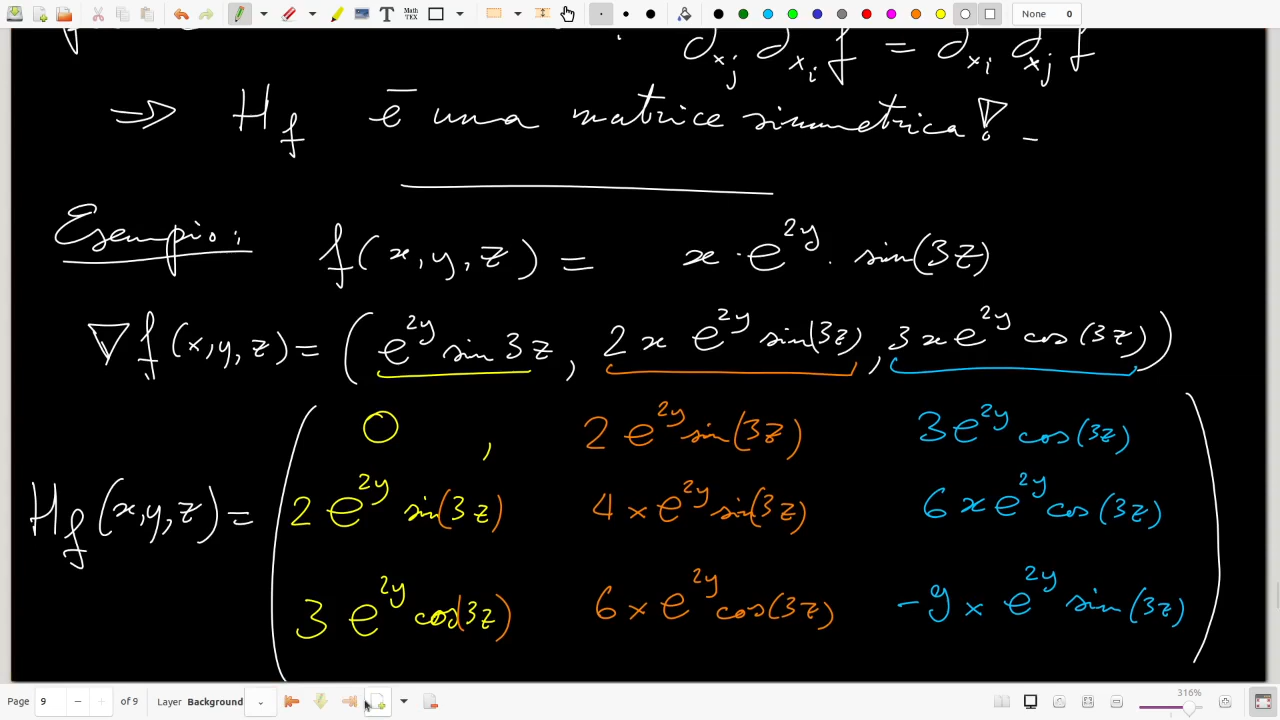 None 0
∂xj ∂xi f = ∂xi ∂xj f
⇒ Hf è una matrice simmetrica! -
Esempio:
f(x,y,z) = x · e^2y · sin(3z)
∇f(x,y,z) = (e^2y sin 3z, 2x e^2y sin(3z), 3x e^2y cos(3z))
0 , 2 e^2y sin(3z) 3 e^2y cos(3z)
Hf(x,y,z) = 2 e^2y sin(3z) 4x e^2y sin(3z) 6x e^2y cos(3z)
3 e^2y cos(3z) 6x e^2y cos(3z) -9x e^2y sin(3z)
Page 9 of 9 Layer Background 316%